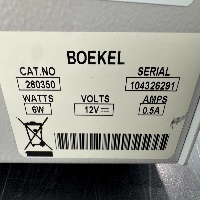 BOEKEL
CAT.NO SERIAL
260350 104326291
WATTS VOLTS AMPS
6W 12V⎓ 0.5A